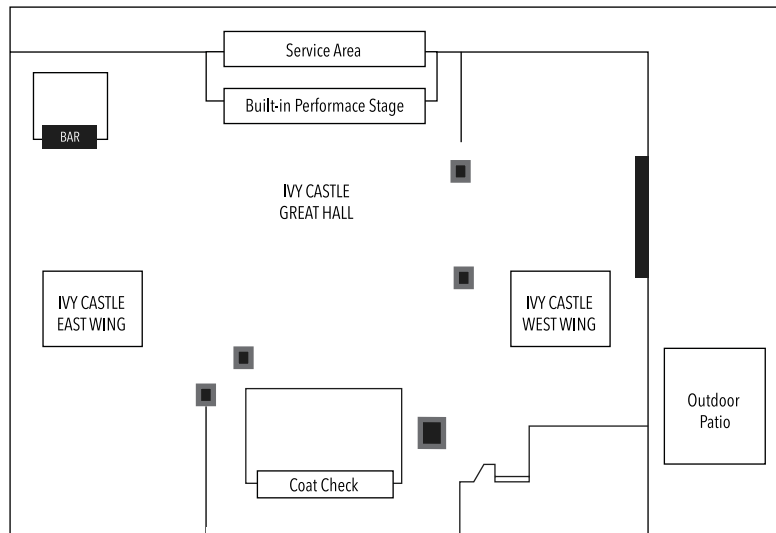 Service Area
Built-in Performace Stage
BAR
IVY CASTLE
GREAT HALL
IVY CASTLE
EAST WING
IVY CASTLE
WEST WING
Outdoor
Patio
Coat Check